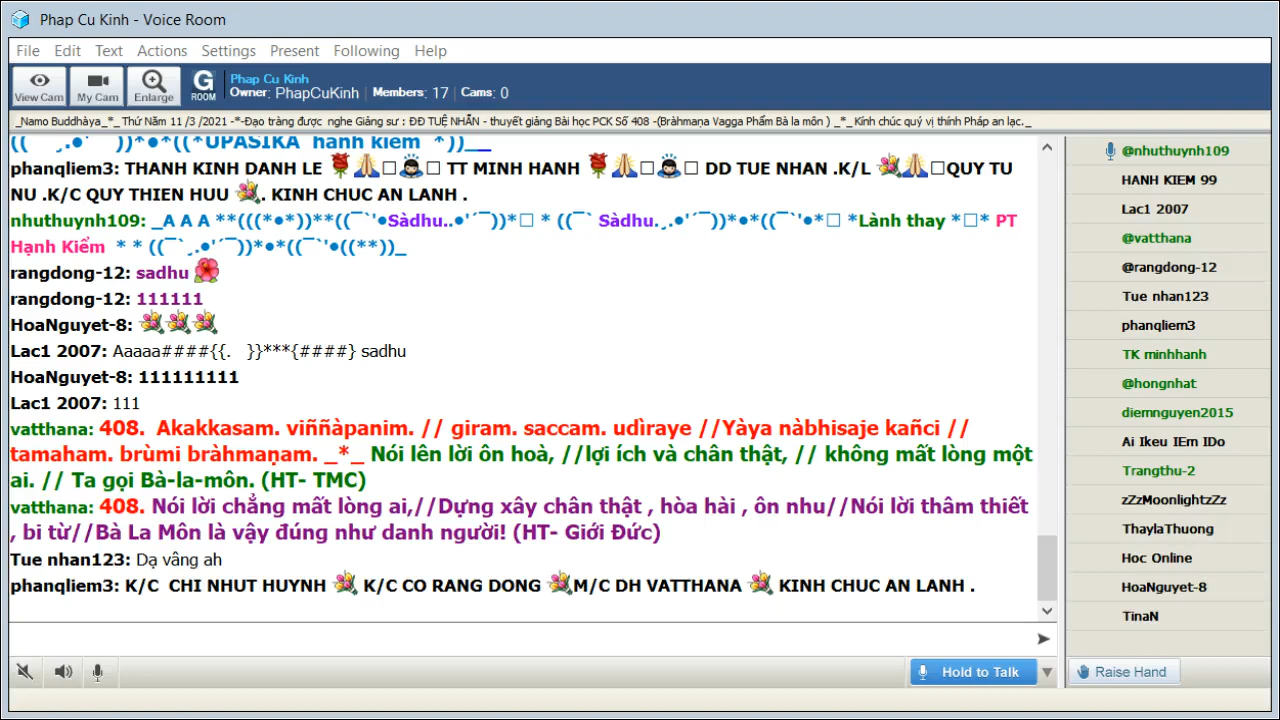 Phap Cu Kinh - Voice Room
File Edit Text Actions Settings Present Following Help
View Cam My Cam Enlarge G ROOM
Phap Cu Kinh
Owner: PhapCuKinh Members: 17 Cams: 0
_Namo Buddhàya_*_ Thứ Năm 11 /3 /2021 -*-Đạo tràng được nghe Giảng sư : ĐĐ TUỆ NHẪN - thuyết giảng Bài học PCK Số 408 -(Bràhmaṇa Vagga Phẩm Bà la môn ) _*_ Kính chúc quý vị thính Pháp an lạc._
((¯`¸.●'´¯))*●*((*UPASIKA hạnh kiểm *))__
phanqliem3: THANH KINH DANH LE 🌹🙏□🙇□ TT MINH HANH 🌹🙏□🙇□ DD TUE NHAN .K/L 💐🙏□QUY TU
NU .K/C QUY THIEN HUU 💐. KINH CHUC AN LANH .
nhuthuynh109: _A A A **(((*●*))**((¯`'●Sàdhu..●'´¯))*□ * ((¯` Sàdhu.¸.●'´¯))*●*((¯`'●*□ *Lành thay *□* PT
Hạnh Kiểm * * ((¯`¸.●'´¯))*●*((¯`'●((**))_
rangdong-12: sadhu 🌺
rangdong-12: 111111
HoaNguyet-8: 💐💐💐
Lac1 2007: Aaaaa####{{. }}***{####} sadhu
HoaNguyet-8: 111111111
Lac1 2007: 111
vatthana: 408. Akakkasam. viññàpanim. // giram. saccam. udìraye //Yàya nàbhisaje kañci //
tamaham. brùmi bràhmaṇam. _*_ Nói lên lời ôn hoà, //lợi ích và chân thật, // không mất lòng một
ai. // Ta gọi Bà-la-môn. (HT- TMC)
vatthana: 408. Nói lời chẳng mất lòng ai,//Dựng xây chân thật , hòa hài , ôn nhu//Nói lời thâm thiết
, bi từ//Bà La Môn là vậy đúng như danh người! (HT- Giới Đức)
Tue nhan123: Dạ vâng ah
phanqliem3: K/C CHI NHUT HUYNH 💐 K/C CO RANG DONG 💐M/C DH VATTHANA 💐 KINH CHUC AN LANH .
Hold to Talk
@nhuthuynh109
HANH KIEM 99
Lac1 2007
@vatthana
@rangdong-12
Tue nhan123
phanqliem3
TK minhhanh
@hongnhat
diemnguyen2015
Ai Ikeu IEm IDo
Trangthu-2
zZzMoonlightzZz
ThaylaThuong
Hoc Online
HoaNguyet-8
TinaN
Raise Hand